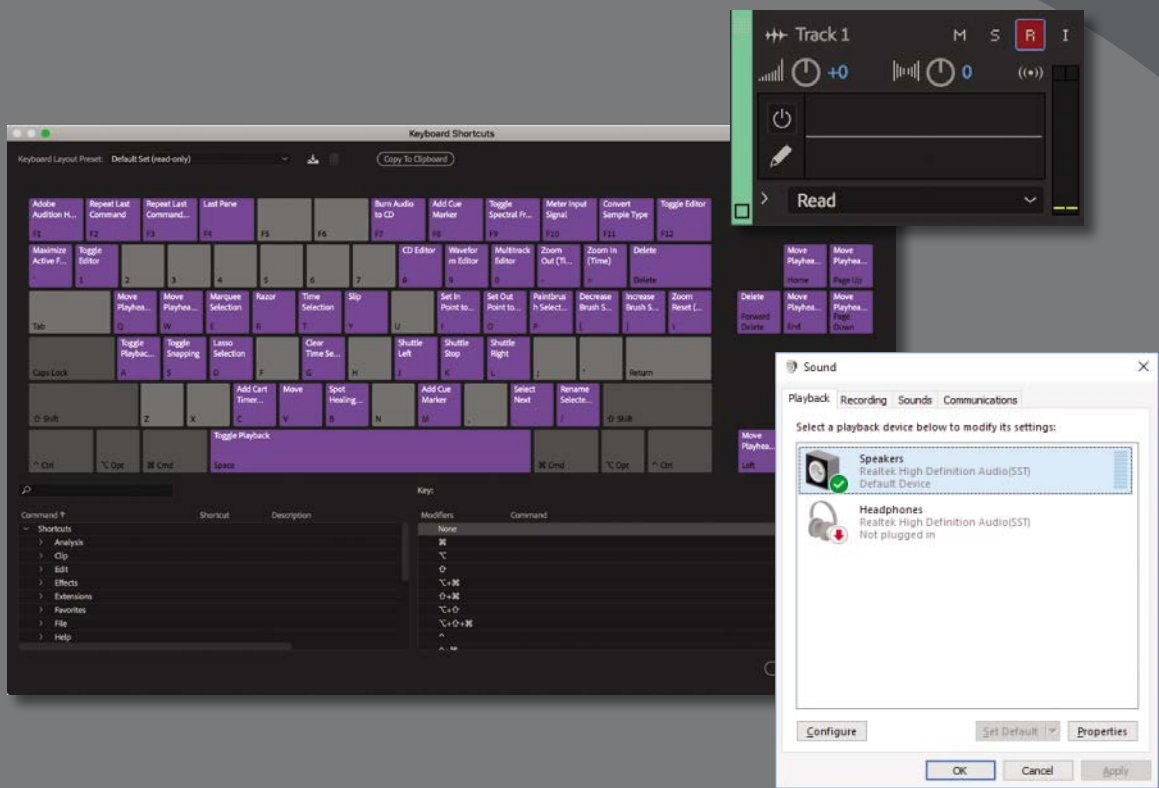 Track 1 M S R I
+0 0
Read
Keyboard Shortcuts
Keyboard Layout Preset: Default Set (read-only) Copy To Clipboard
Adobe Audition H... F1
Repeat Last Command F2
Repeat Last Command... F3
Last Pane F4
F5
F6
Burn Audio to CD F7
Add Cue Marker F8
Toggle Spectral Fr... F9
Meter Input Signal F10
Convert Sample Type F11
Toggle Editor F12
Maximize Active F... `
Toggle Editor 1
2
3
4
5
6
7
CD Editor 8
Wavefor m Editor 9
Multitrack Editor 0
Zoom Out (Ti... -
Zoom In (Time) =
Delete Delete
Move Playhea... Home
Move Playhea... Page Up
Tab
Move Playhea... Q
Move Playhea... W
Marquee Selection E
Razor R
Time Selection T
Slip Y
U
Set In Point to... I
Set Out Point to... O
Paintbrus h Select... P
Decrease Brush S... [
Increase Brush S... ]
Zoom Reset (... \
Delete Forward Delete
Move Playhea... End
Move Playhea... Page Down
Caps Lock
Toggle Playbac... A
Toggle Snapping S
Lasso Selection D
F
Clear Time Se... G
H
Shuttle Left J
Shuttle Stop K
Shuttle Right L
;
'
Return
⇧ Shift
Z
X
Add Cart Timer... C
Move V
Spot Healing... B
N
Add Cue Marker M
,
Select Next .
Rename Selecte... /
⇧ Shift
^ Ctrl
⌥ Opt
⌘ Cmd
Toggle Playback Space
⌘ Cmd
⌥ Opt
^ Ctrl
Move Playhea... Left
Key:
Command ↑ Shortcut Description
Shortcuts
Analysis
Clip
Edit
Effects
Extensions
Favorites
File
Help
Modifiers Command
None
⌘
⌥
⇧
⌥+⌘
⇧+⌘
⌥+⇧
⌥+⇧+⌘
^
^+⌘
Sound
Playback Recording Sounds Communications
Select a playback device below to modify its settings:
Speakers
Realtek High Definition Audio(SST)
Default Device
Headphones
Realtek High Definition Audio(SST)
Not plugged in
Configure Set Default Properties
OK Cancel Apply